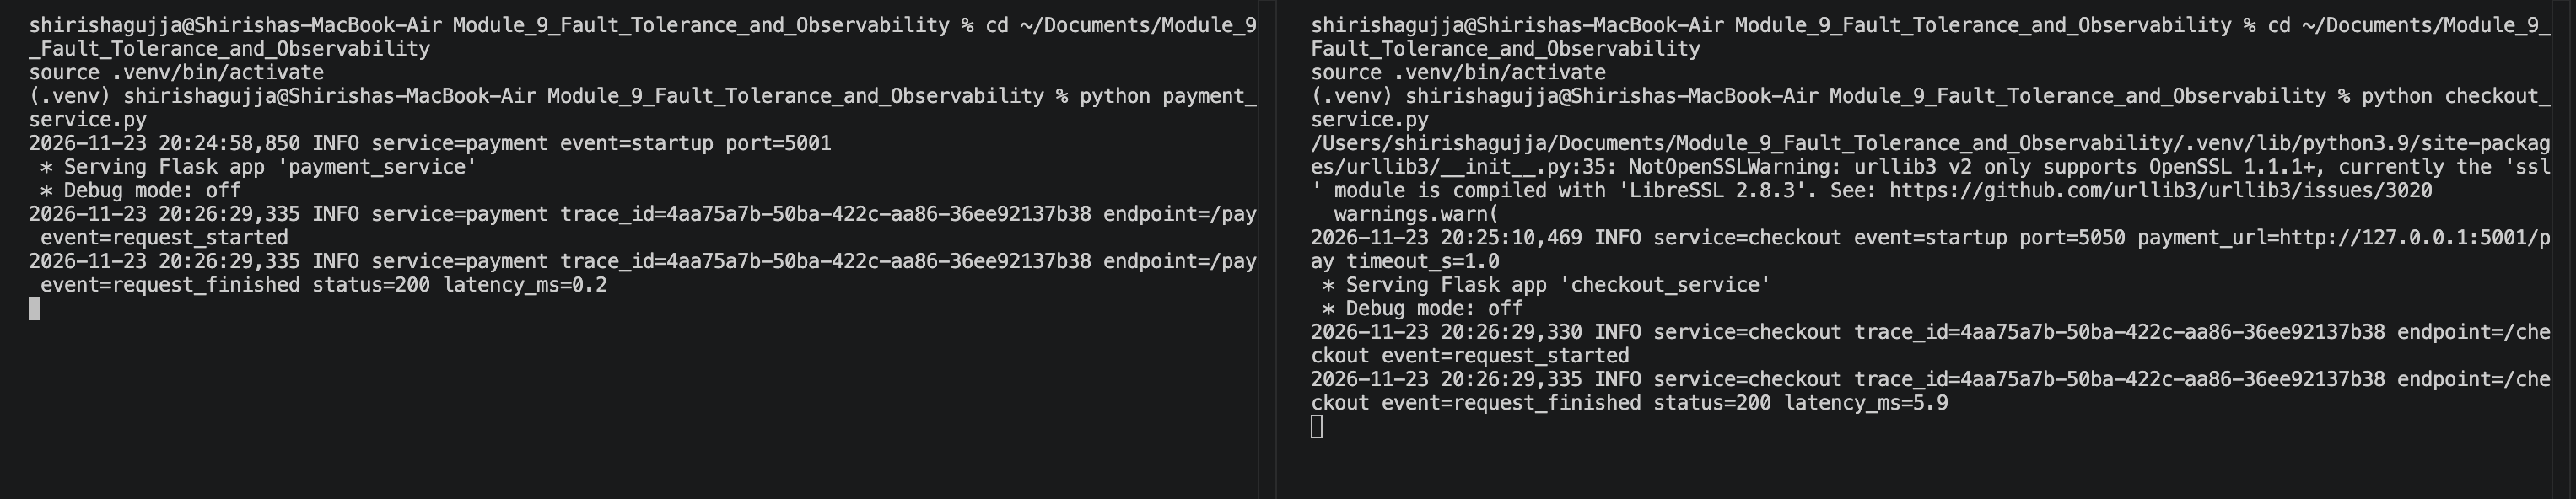 shirishagujja@Shirishas-MacBook-Air Module_9_Fault_Tolerance_and_Observability % cd ~/Documents/Module_9
_Fault_Tolerance_and_Observability
source .venv/bin/activate
(.venv) shirishagujja@Shirishas-MacBook-Air Module_9_Fault_Tolerance_and_Observability % python payment_
service.py
2026-11-23 20:24:58,850 INFO service=payment event=startup port=5001
 * Serving Flask app 'payment_service'
 * Debug mode: off
2026-11-23 20:26:29,335 INFO service=payment trace_id=4aa75a7b-50ba-422c-aa86-36ee92137b38 endpoint=/pay
 event=request_started
2026-11-23 20:26:29,335 INFO service=payment trace_id=4aa75a7b-50ba-422c-aa86-36ee92137b38 endpoint=/pay
 event=request_finished status=200 latency_ms=0.2
shirishagujja@Shirishas-MacBook-Air Module_9_Fault_Tolerance_and_Observability % cd ~/Documents/Module_9_
Fault_Tolerance_and_Observability
source .venv/bin/activate
(.venv) shirishagujja@Shirishas-MacBook-Air Module_9_Fault_Tolerance_and_Observability % python checkout_
service.py
/Users/shirishagujja/Documents/Module_9_Fault_Tolerance_and_Observability/.venv/lib/python3.9/site-packag
es/urllib3/__init__.py:35: NotOpenSSLWarning: urllib3 v2 only supports OpenSSL 1.1.1+, currently the 'ssl
' module is compiled with 'LibreSSL 2.8.3'. See: https://github.com/urllib3/urllib3/issues/3020
  warnings.warn(
2026-11-23 20:25:10,469 INFO service=checkout event=startup port=5050 payment_url=http://127.0.0.1:5001/p
ay timeout_s=1.0
 * Serving Flask app 'checkout_service'
 * Debug mode: off
2026-11-23 20:26:29,330 INFO service=checkout trace_id=4aa75a7b-50ba-422c-aa86-36ee92137b38 endpoint=/che
ckout event=request_started
2026-11-23 20:26:29,335 INFO service=checkout trace_id=4aa75a7b-50ba-422c-aa86-36ee92137b38 endpoint=/che
ckout event=request_finished status=200 latency_ms=5.9